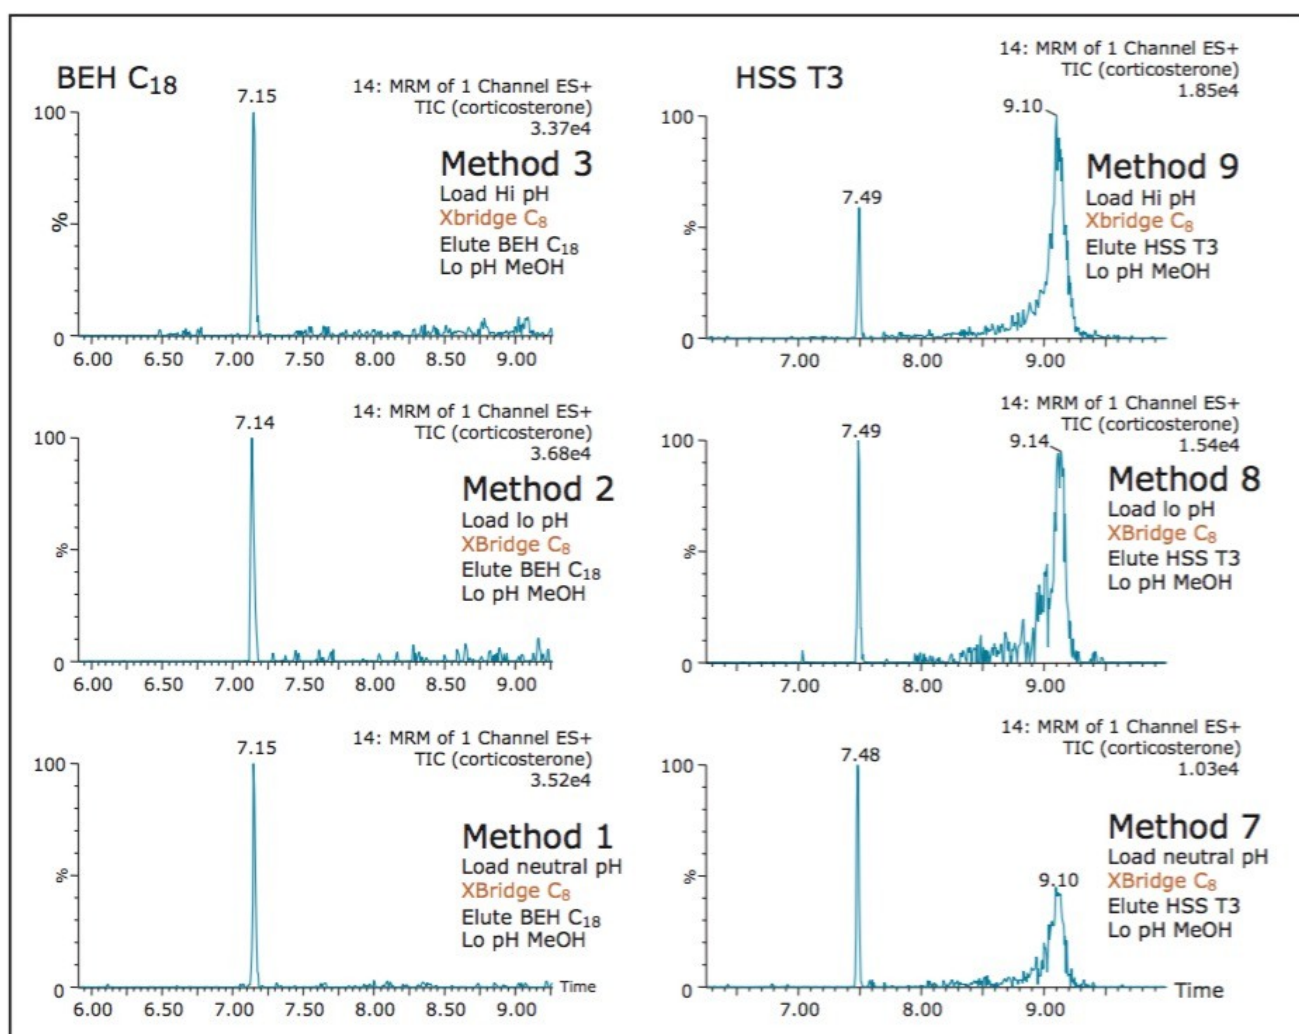 BEH C18
14: MRM of 1 Channel ES+
TIC (corticosterone)
3.37e4
7.15
100
%
0
Method 3
Load Hi pH
Xbridge C8
Elute BEH C18
Lo pH MeOH
6.00 6.50 7.00 7.50 8.00 8.50 9.00
HSS T3
14: MRM of 1 Channel ES+
TIC (corticosterone)
1.85e4
9.10
7.49
100
%
0
Method 9
Load Hi pH
Xbridge C8
Elute HSS T3
Lo pH MeOH
7.00 8.00 9.00
14: MRM of 1 Channel ES+
TIC (corticosterone)
3.68e4
7.14
100
%
0
Method 2
Load lo pH
XBridge C8
Elute BEH C18
Lo pH MeOH
6.00 6.50 7.00 7.50 8.00 8.50 9.00
14: MRM of 1 Channel ES+
TIC (corticosterone)
1.54e4
7.49
9.14
100
%
0
Method 8
Load lo pH
XBridge C8
Elute HSS T3
Lo pH MeOH
7.00 8.00 9.00
14: MRM of 1 Channel ES+
TIC (corticosterone)
3.52e4
7.15
100
%
0
Method 1
Load neutral pH
XBridge C8
Elute BEH C18
Lo pH MeOH
Time
6.00 6.50 7.00 7.50 8.00 8.50 9.00
14: MRM of 1 Channel ES+
TIC (corticosterone)
1.03e4
7.48
9.10
100
%
0
Method 7
Load neutral pH
XBridge C8
Elute HSS T3
Lo pH MeOH
Time
7.00 8.00 9.00